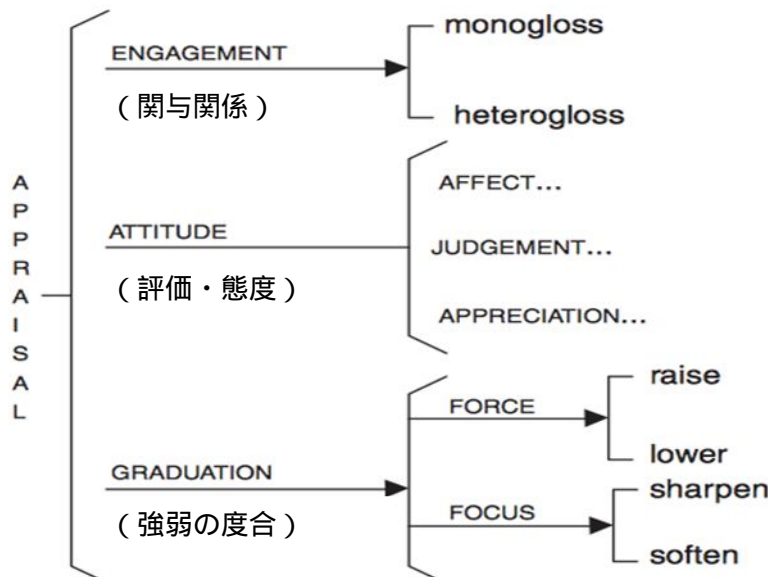 APPRAISAL
ENGAGEMENT
（関与関係）
monogloss
heterogloss
ATTITUDE
（評価・態度）
AFFECT...
JUDGEMENT...
APPRECIATION...
GRADUATION
（強弱の度合）
FORCE
raise
lower
FOCUS
sharpen
soften